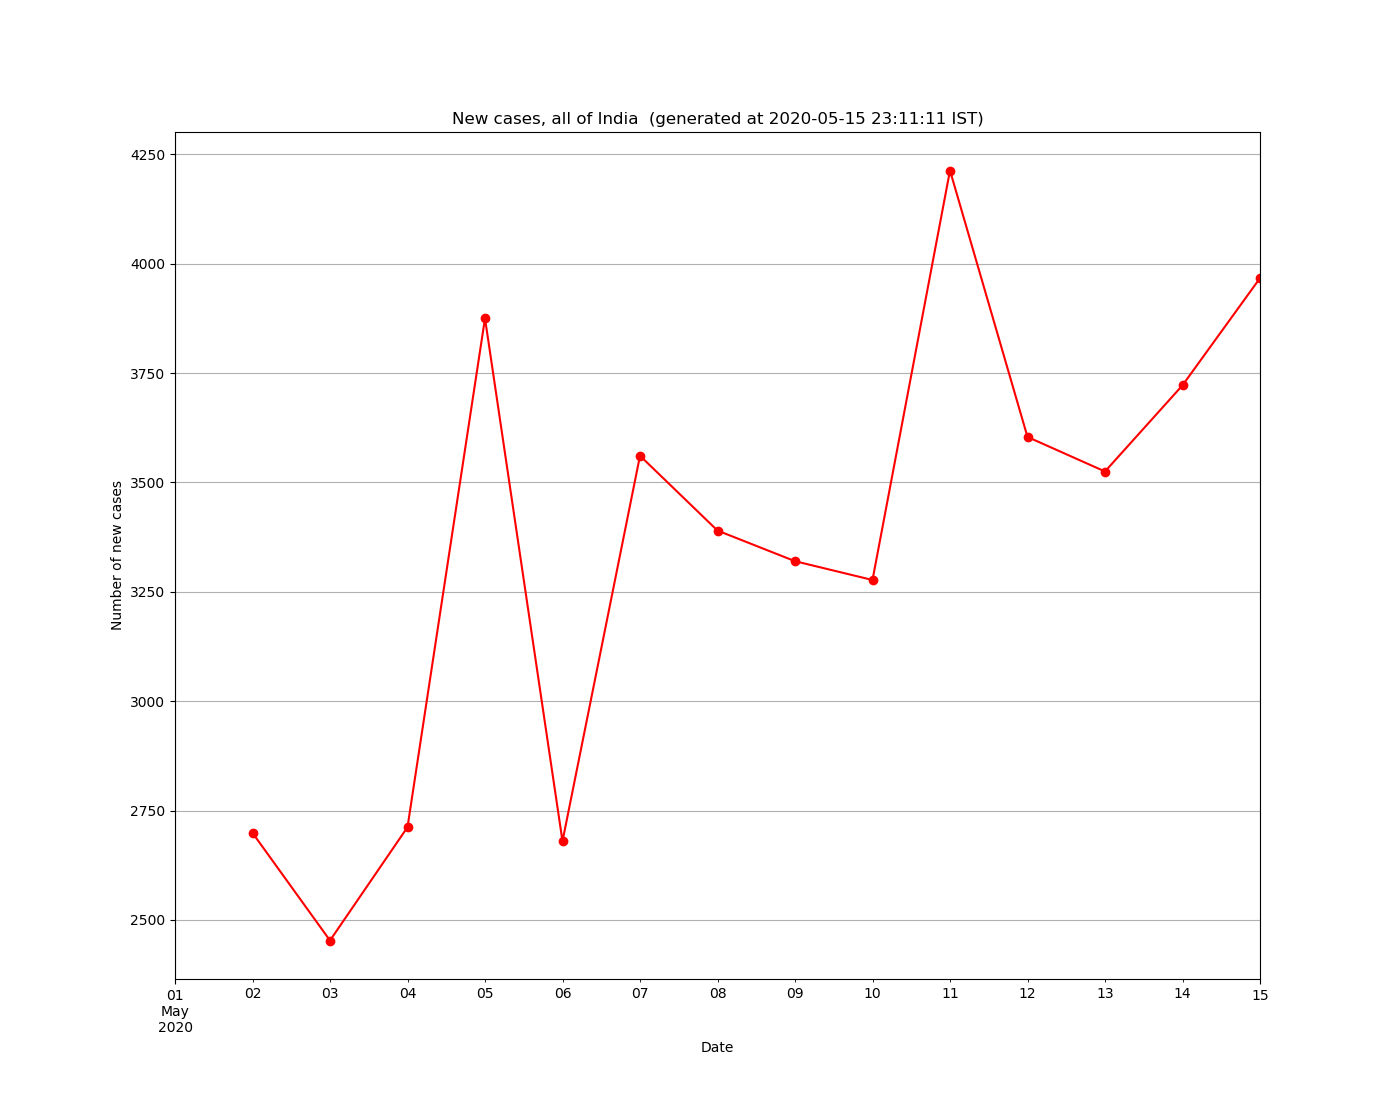 New cases, all of India  (generated at 2020-05-15 23:11:11 IST)
4250
4000
3750
3500
3250
3000
2750
2500
Number of new cases
01 02 03 04 05 06 07 08 09 10 11 12 13 14 15
May
2020
Date